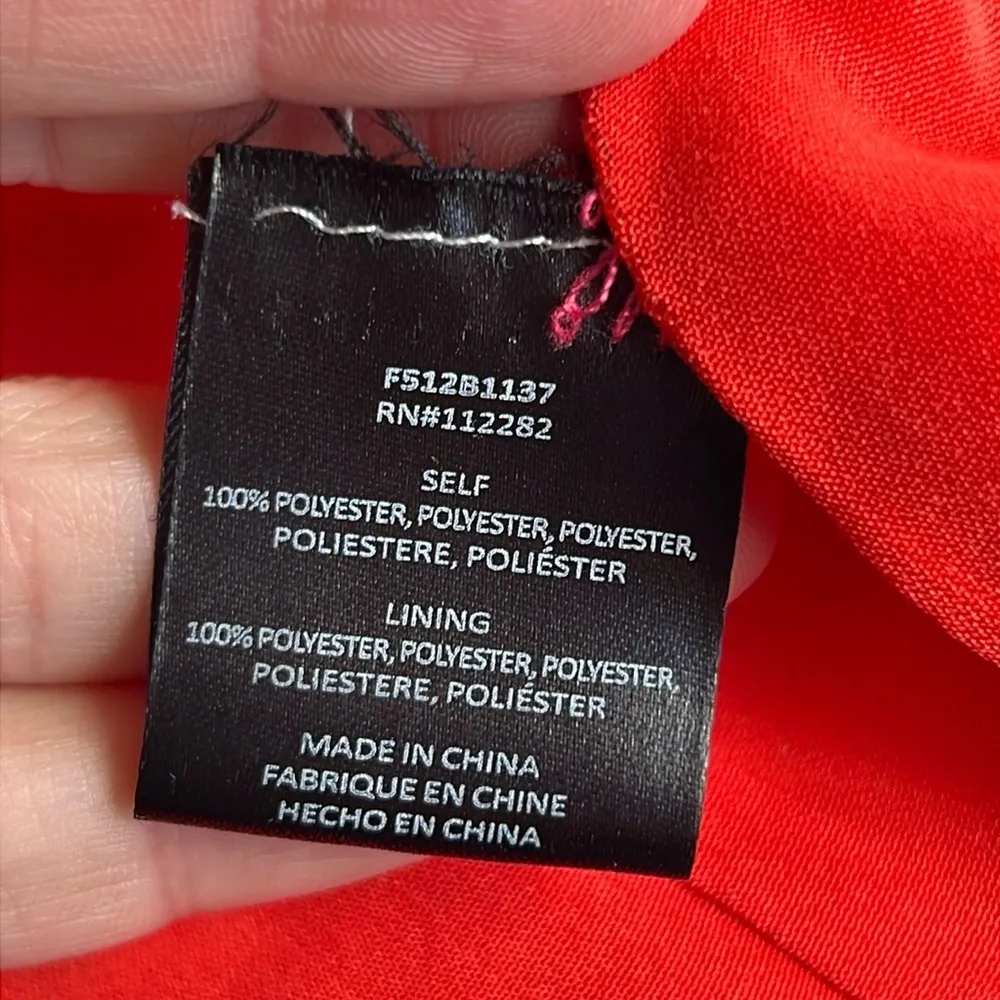 F512B1137
RN#112282
SELF
100% POLYESTER, POLYESTER, POLYESTER,
POLIESTERE, POLIÉSTER
LINING
100% POLYESTER, POLYESTER, POLYESTER,
POLIESTERE, POLIÉSTER
MADE IN CHINA
FABRIQUE EN CHINE
HECHO EN CHINA